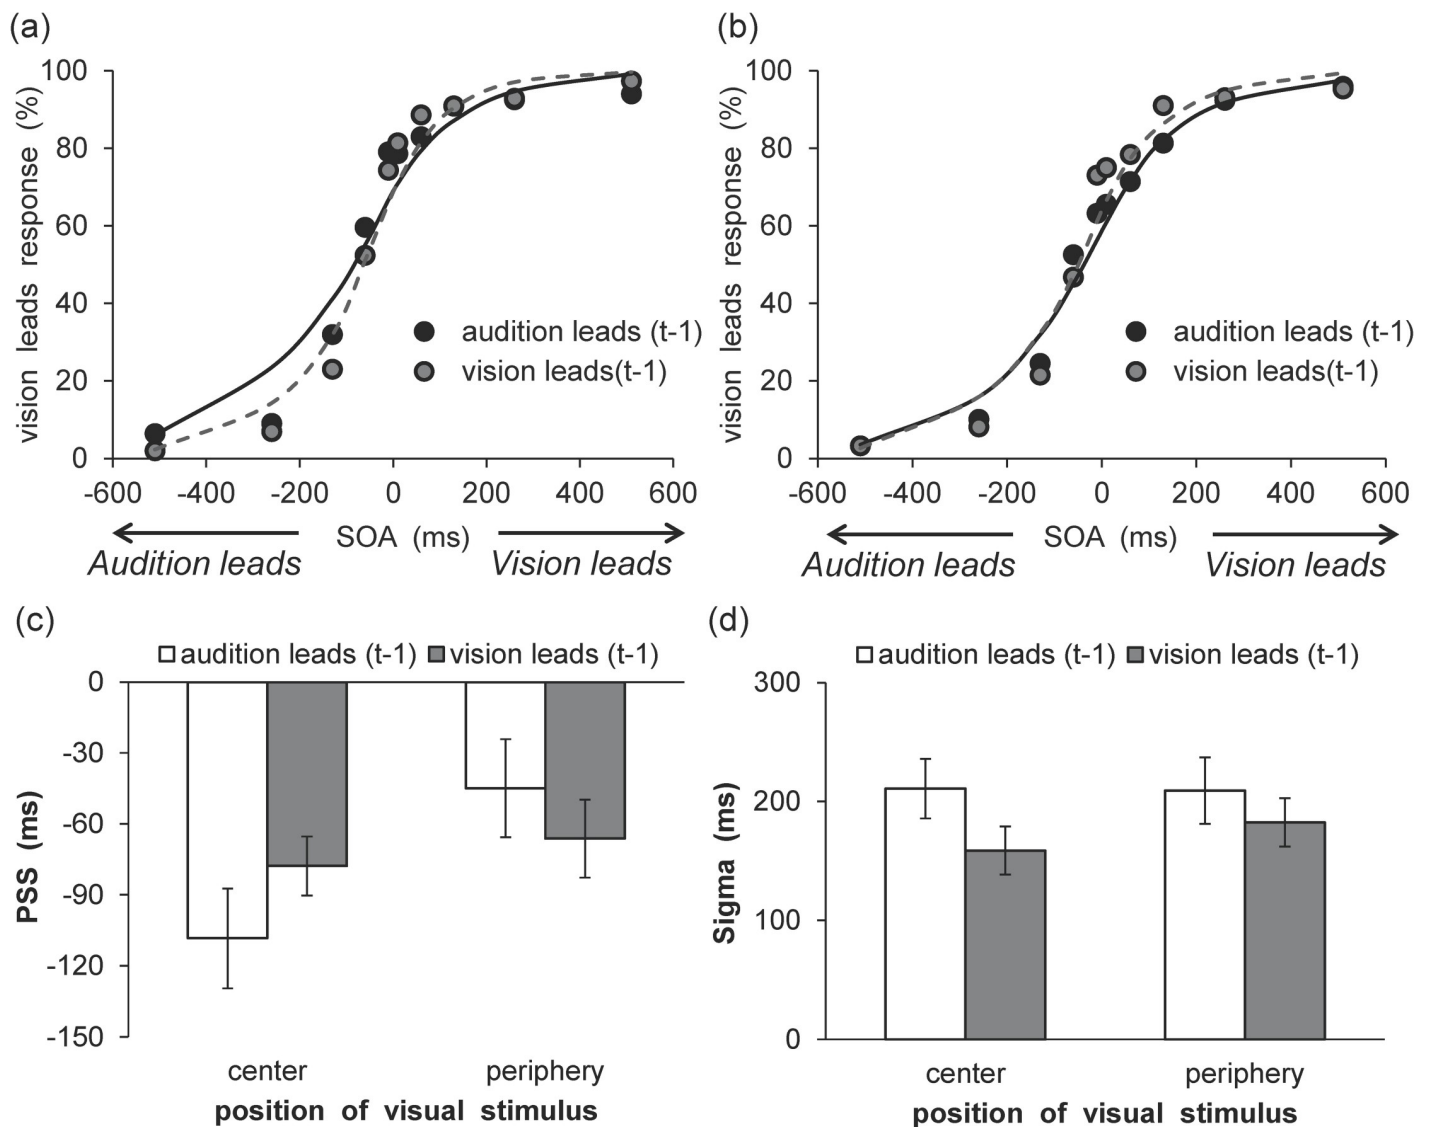 (a)
vision leads response (%)
100
80
60
40
20
0
-600 -400 -200 0 200 400 600
audition leads (t-1)
vision leads(t-1)
SOA (ms)
Audition leads
Vision leads
(b)
vision leads response (%)
100
80
60
40
20
0
-600 -400 -200 0 200 400 600
audition leads (t-1)
vision leads(t-1)
SOA (ms)
Audition leads
Vision leads
(c)
audition leads (t-1) vision leads (t-1)
PSS (ms)
0
-30
-60
-90
-120
-150
center periphery
position of visual stimulus
(d)
audition leads (t-1) vision leads (t-1)
Sigma (ms)
300
200
100
0
center periphery
position of visual stimulus